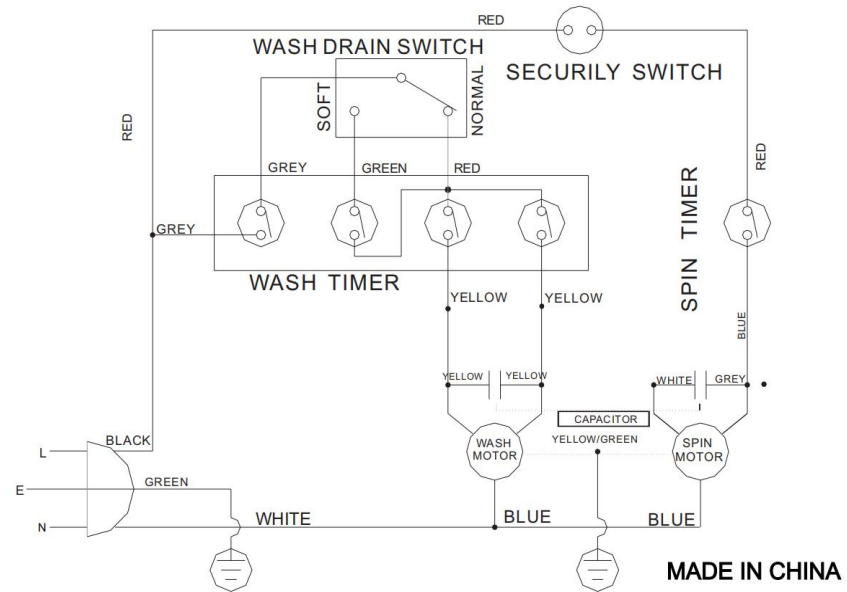 RED
WASH DRAIN SWITCH
SECURILY SWITCH
SOFT
NORMAL
RED
RED
GREY
GREEN
RED
SPIN TIMER
GREY
WASH TIMER
YELLOW
YELLOW
BLUE
YELLOW
YELLOW
WHITE
GREY
CAPACITOR
YELLOW/GREEN
WASH
MOTOR
SPIN
MOTOR
BLACK
L
GREEN
E
WHITE
BLUE
BLUE
N
MADE IN CHINA